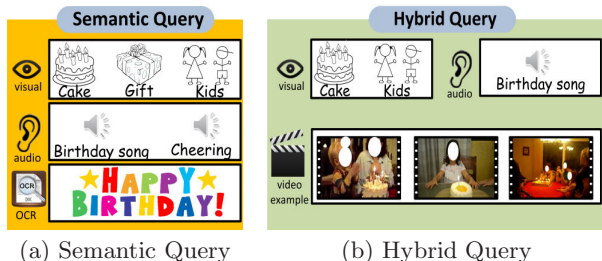 Semantic Query
visual
Cake Gift Kids
audio
Birthday song Cheering
OCR
OCR
HAPPY
BIRTHDAY!
(a) Semantic Query
Hybrid Query
visual
Cake Kids
audio
Birthday song
video
example
(b) Hybrid Query